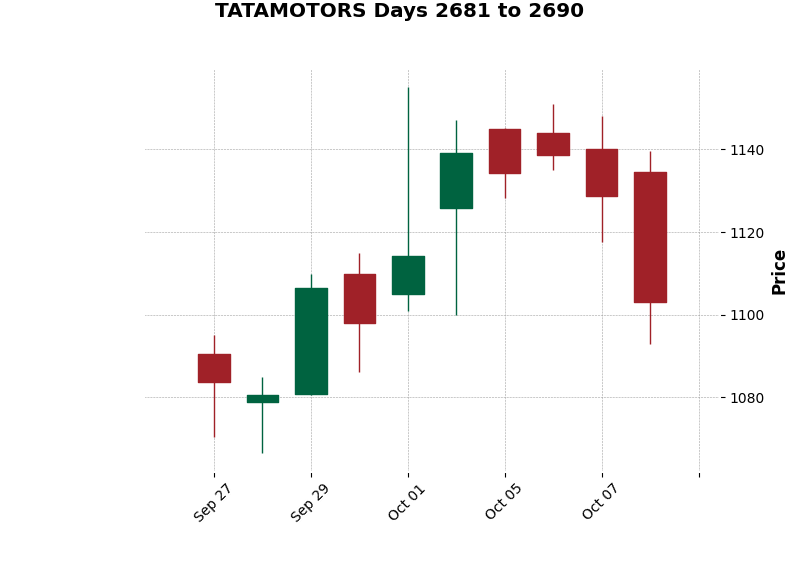 TATAMOTORS Days 2681 to 2690
1140
1120
1100
1080
Price
Sep 27
Sep 29
Oct 01
Oct 05
Oct 07